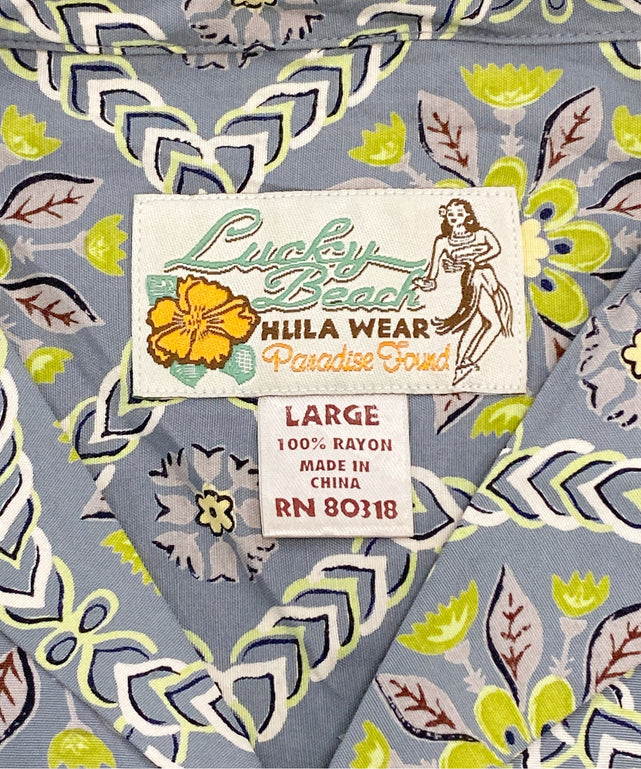 Lucky
Beach
HULA WEAR
Paradise Found
LARGE
100% RAYON
MADE IN
CHINA
RN 80318